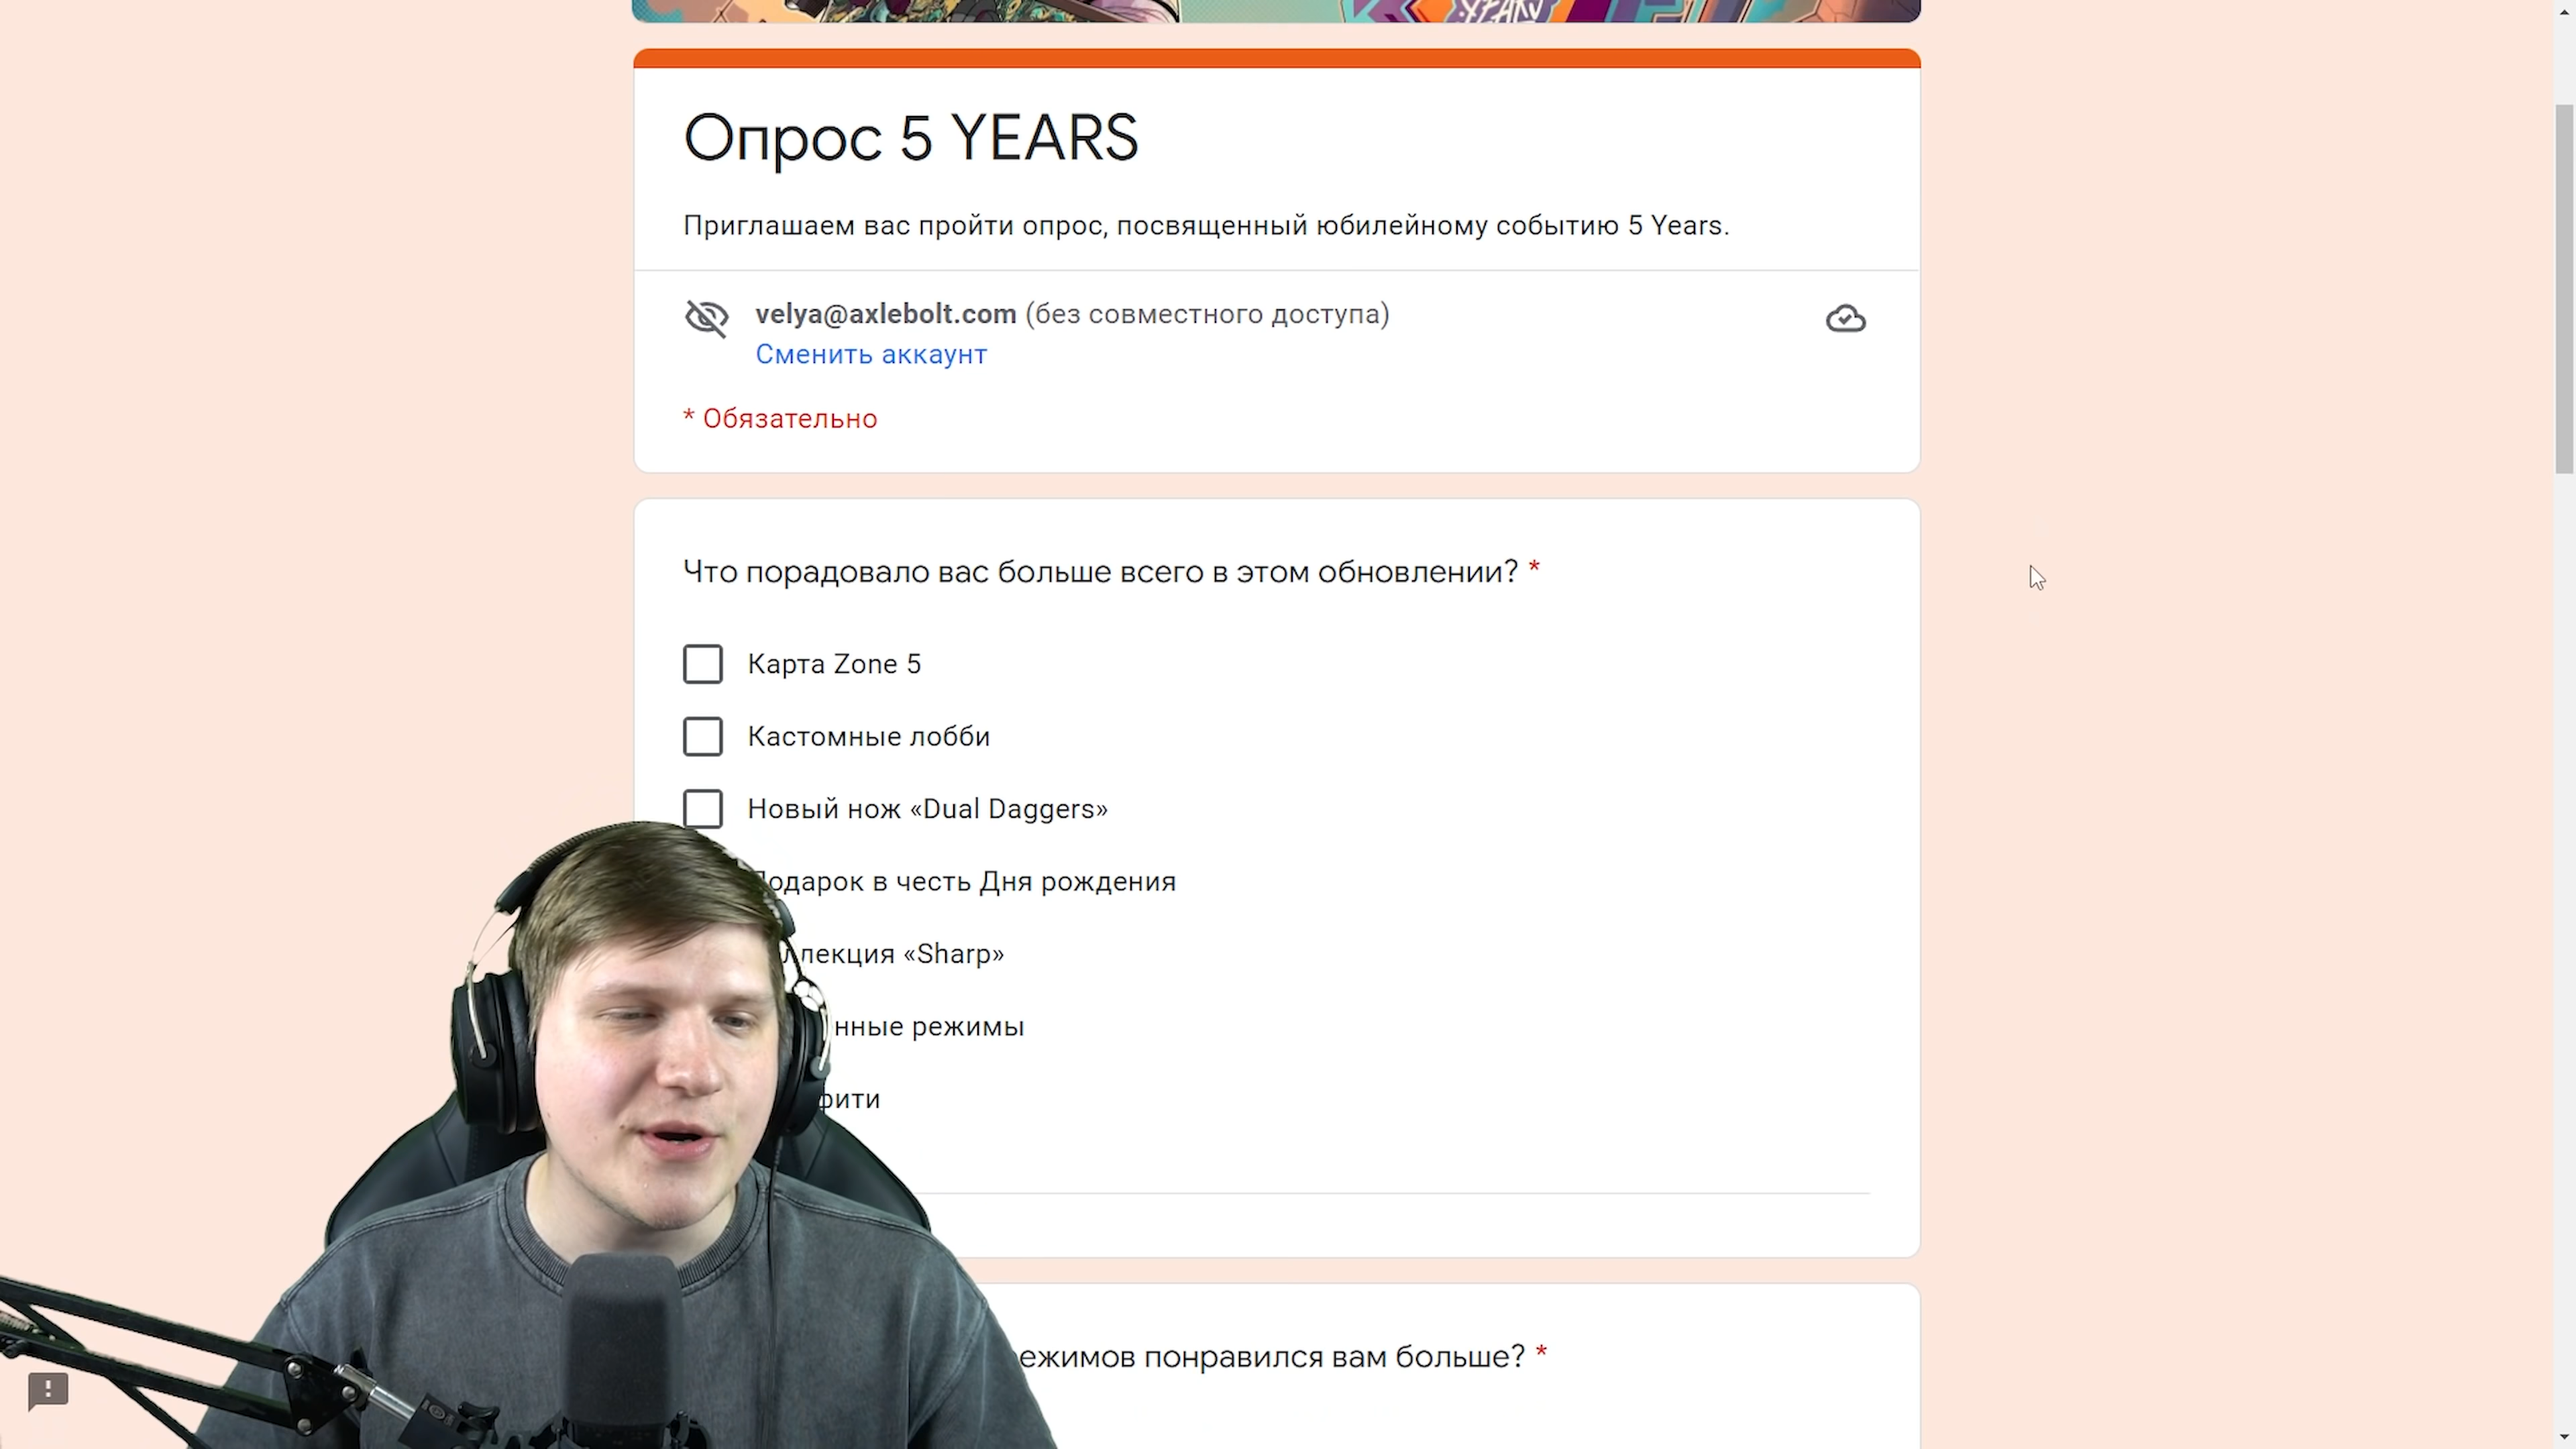 YEARS
Опрос 5 YEARS
Приглашаем вас пройти опрос, посвященный юбилейному событию 5 Years.
velya@axlebolt.com (без совместного доступа)
Сменить аккаунт
* Обязательно
Что порадовало вас больше всего в этом обновлении? *
Карта Zone 5
Кастомные лобби
Новый нож «Dual Daggers»
Подарок в честь Дня рождения
ллекция «Sharp»
нные режимы
фити
ежимов понравился вам больше? *